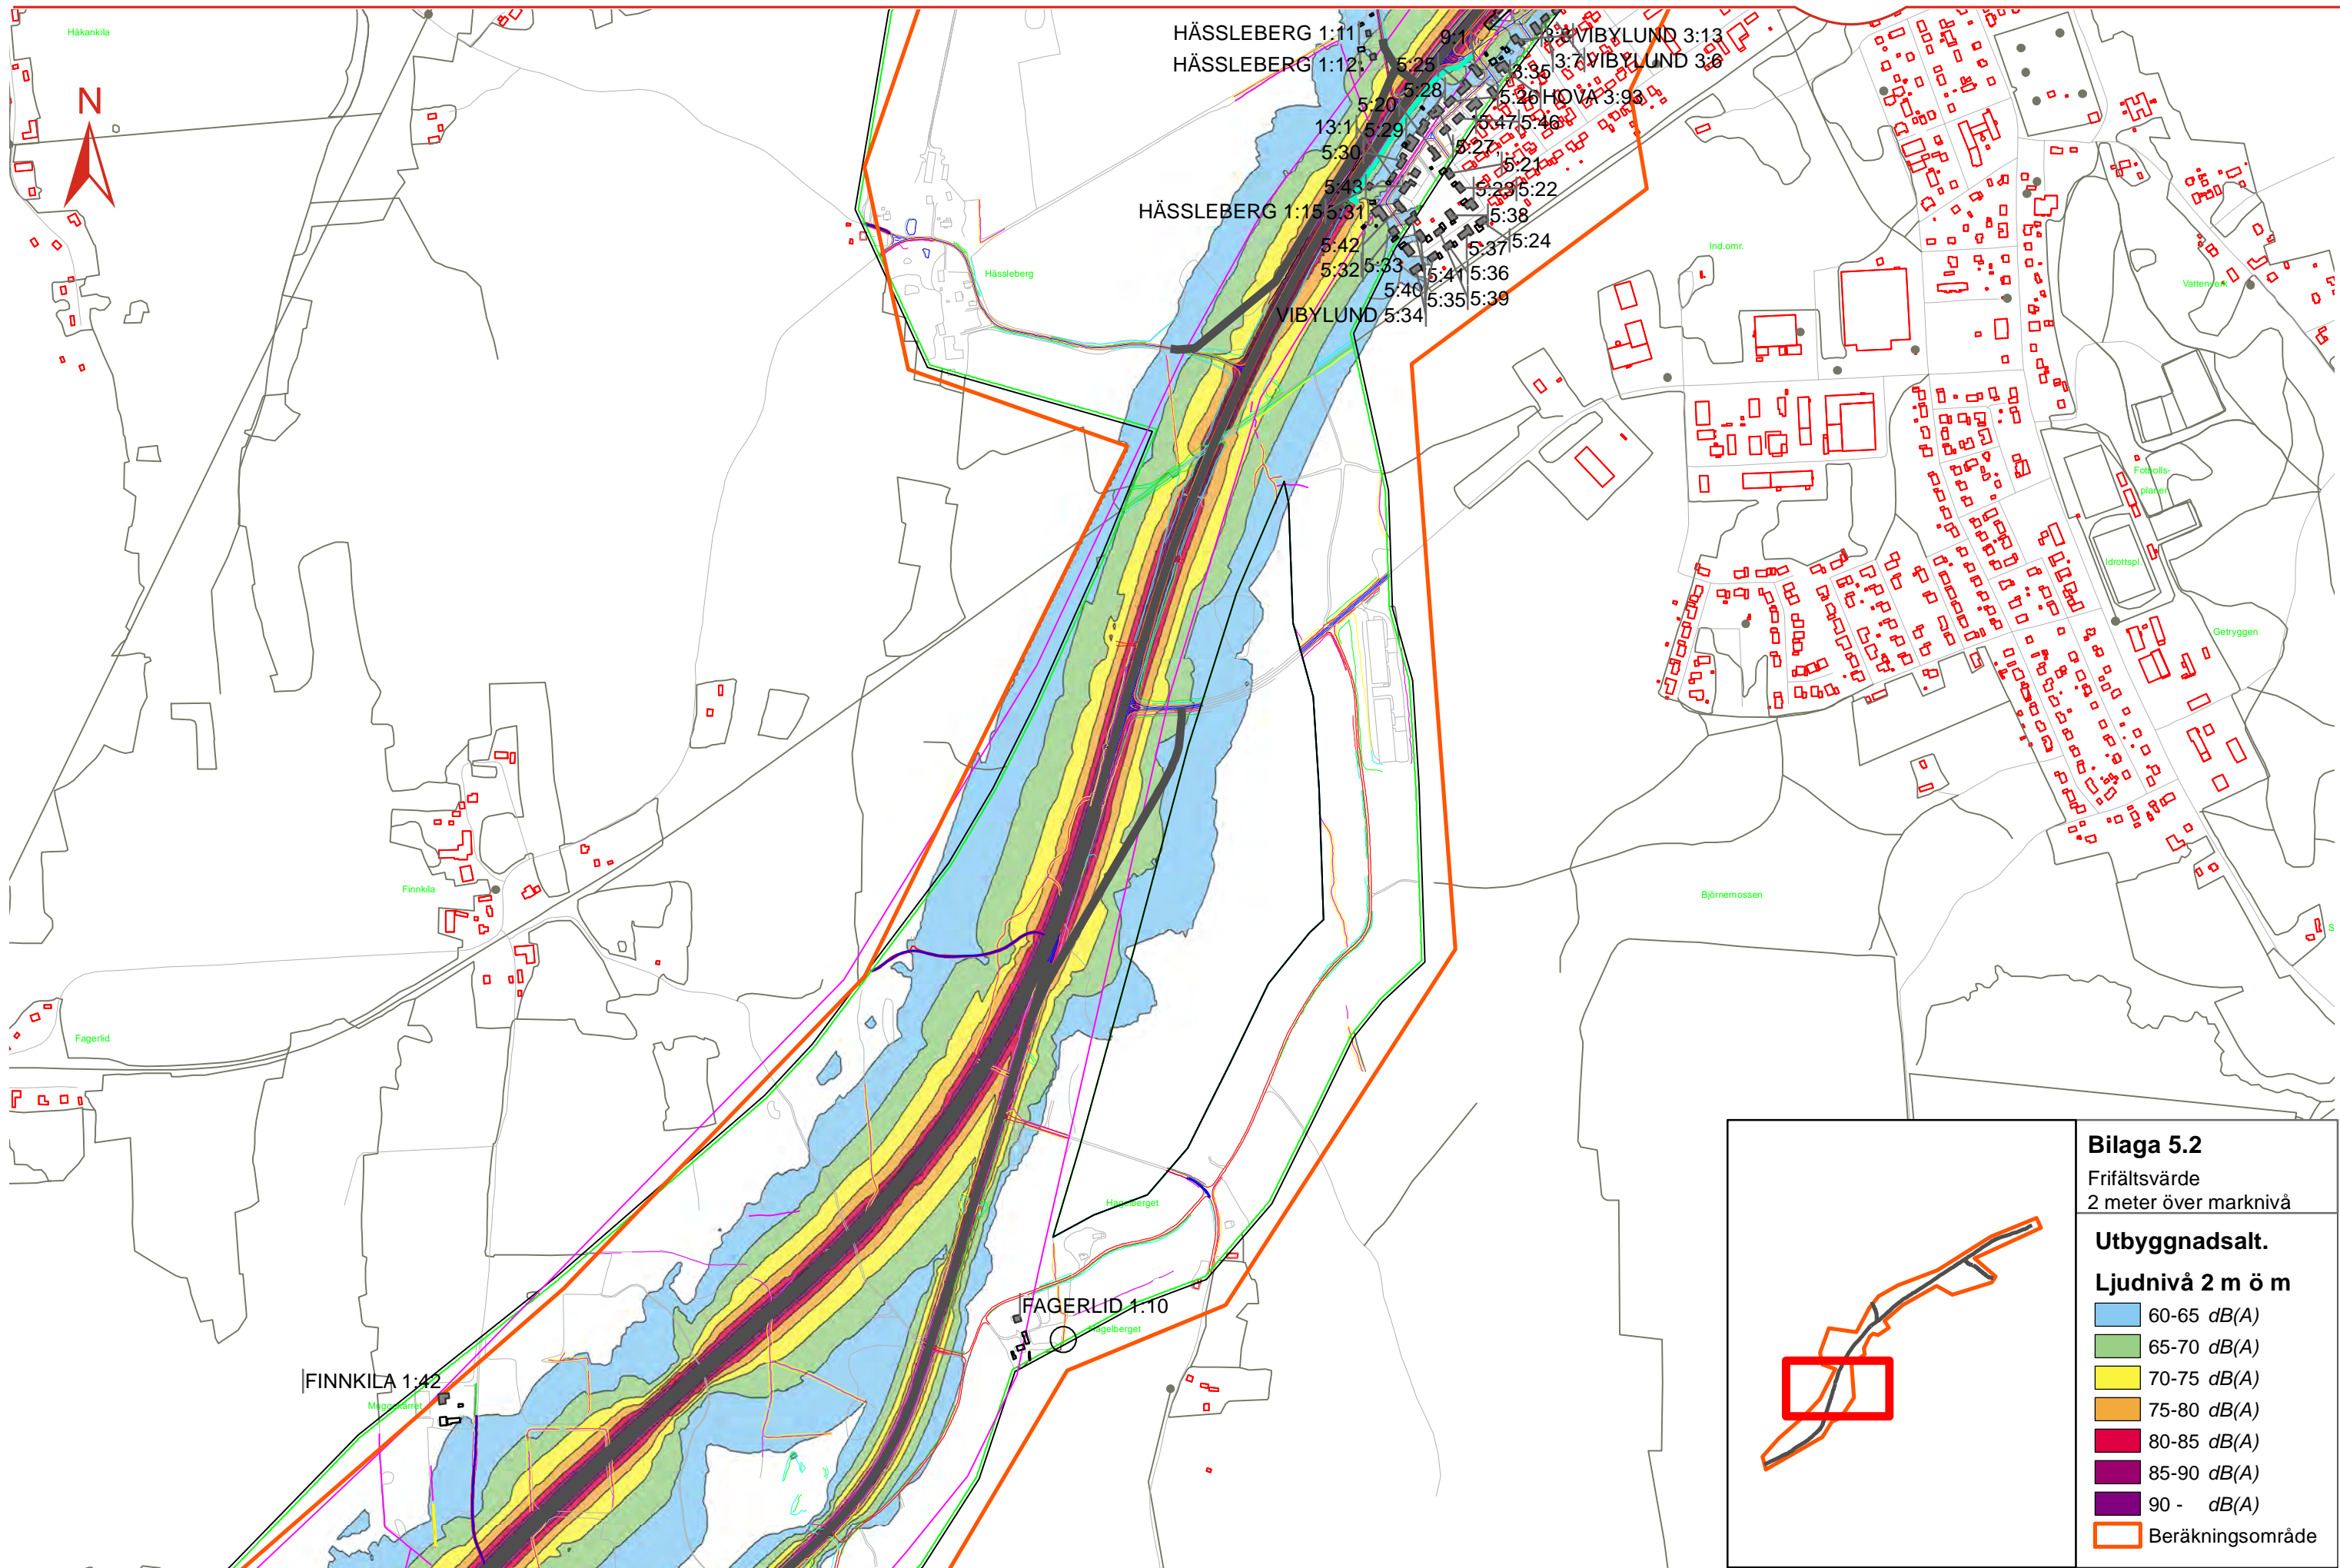 Håkankila
N
HÄSSLEBERG 1:11
HÄSSLEBERG 1:12
9:1
5:25
3:8 VIBYLUND 3:13
3:7 VIBYLUND 3:6
3:35
5:28
5:20
5:26 HOVA 3:93
13:1 5:29
5:47 5:46
5:30
5:27,
5:21
5:43
5:23 5:22
HÄSSLEBERG 1:15 5:31
5:38
5:42
5:37 5:24
5:32 5:33
5:41 5:36
5:40
5:35 5:39
VIBYLUND 5:34
Hässleberg
Ind.omr.
Vattenverk
Fotbolls-
planer
Idrottspl.
Getryggen
Finnkila
Björnemossen
Fagerlid
Hagelberget
FAGERLID 1:10
Hagelberget
FINNKILA 1:42
Bilaga 5.2
Frifältsvärde
2 meter över marknivå
Utbyggnadsalt.
Ljudnivå 2 m ö m
60-65 dB(A)
65-70 dB(A)
70-75 dB(A)
75-80 dB(A)
80-85 dB(A)
85-90 dB(A)
90 - dB(A)
Beräkningsområde